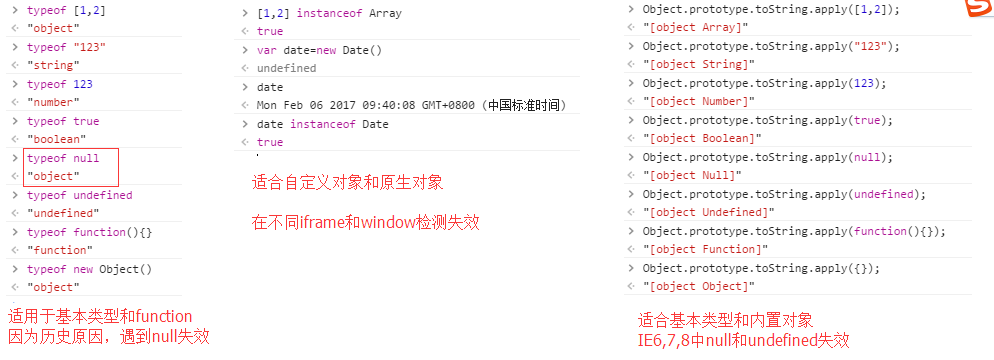 > typeof [1,2]
<· "object"
> typeof "123"
<· "string"
> typeof 123
<· "number"
> typeof true
<· "boolean"
> typeof null
<· "object"
> typeof undefined
<· "undefined"
> typeof function(){}
<· "function"
> typeof new Object()
<· "object"
适用于基本类型和function
因为历史原因，遇到null失效
> [1,2] instanceof Array
<· true
> var date=new Date()
<· undefined
> date
<· Mon Feb 06 2017 09:40:08 GMT+0800 (中国标准时间)
> date instanceof Date
<· true
适合自定义对象和原生对象
在不同iframe和window检测失效
> Object.prototype.toString.apply([1,2]);
<· "[object Array]"
> Object.prototype.toString.apply("123");
<· "[object String]"
> Object.prototype.toString.apply(123);
<· "[object Number]"
> Object.prototype.toString.apply(true);
<· "[object Boolean]"
> Object.prototype.toString.apply(null);
<· "[object Null]"
> Object.prototype.toString.apply(undefined);
<· "[object Undefined]"
> Object.prototype.toString.apply(function(){});
<· "[object Function]"
> Object.prototype.toString.apply({});
<· "[object Object]"
适合基本类型和内置对象
IE6,7,8中null和undefined失效